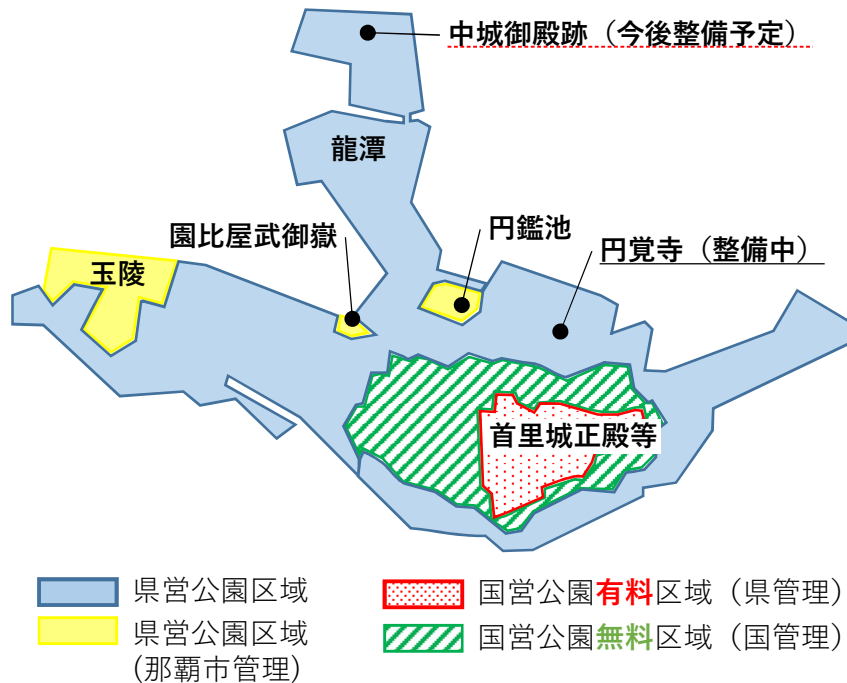 中城御殿跡（今後整備予定）
龍潭
園比屋武御嶽
円鑑池
円覚寺（整備中）
玉陵
首里城正殿等
県営公園区域
県営公園区域
(那覇市管理)
国営公園有料区域（県管理）
国営公園無料区域（国管理）